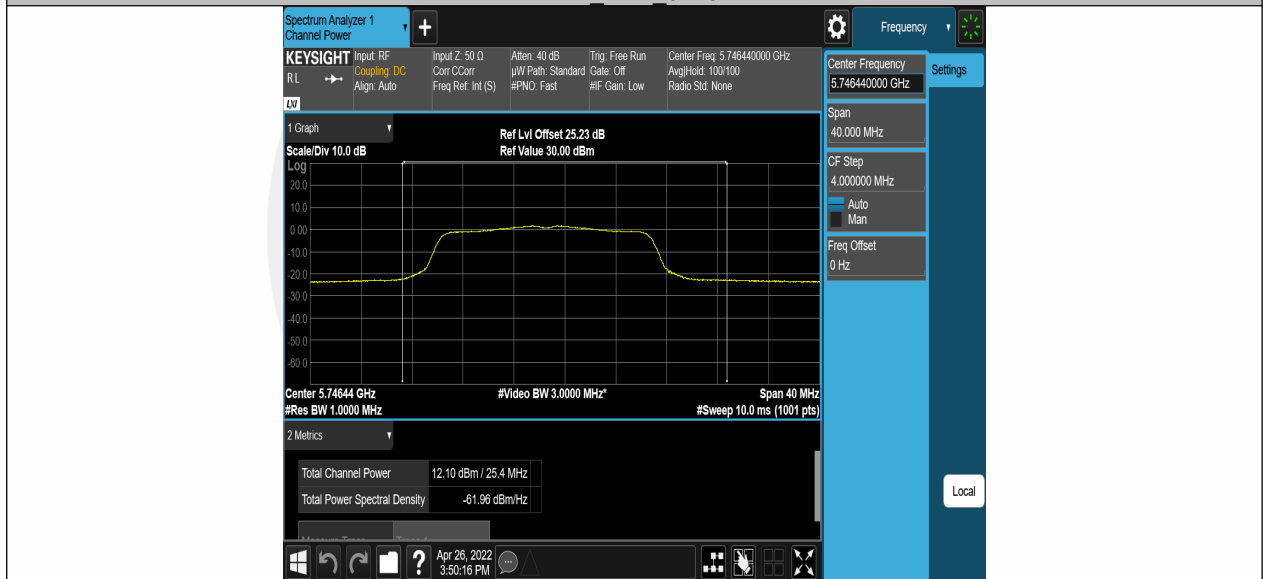 Spectrum Analyzer 1
Channel Power
Frequency
KEYSIGHT
RL
LXI
Input: RF
Coupling: DC
Align: Auto
Input Z: 50 Ω
Corr CCorr
Freq Ref: Int (S)
Atten: 40 dB
µW Path: Standard
#PNO: Fast
Trig: Free Run
Gate: Off
#IF Gain: Low
Center Freq: 5.746440000 GHz
Avg|Hold: 100/100
Radio Std: None
Center Frequency
5.746440000 GHz
Settings
Span
40.000 MHz
CF Step
4.000000 MHz
Auto
Man
Freq Offset
0 Hz
Local
1 Graph
Scale/Div 10.0 dB
Ref Lvl Offset 25.23 dB
Ref Value 30.00 dBm
Log
20.0
10.0
0.00
-10.0
-20.0
-30.0
-40.0
-50.0
-60.0
Center 5.74644 GHz
#Video BW 3.0000 MHz*
Span 40 MHz
#Res BW 1.0000 MHz
#Sweep 10.0 ms (1001 pts)
2 Metrics
Total Channel Power 12.10 dBm / 25.4 MHz
Total Power Spectral Density -61.96 dBm/Hz
?
Apr 26, 2022
3:50:16 PM